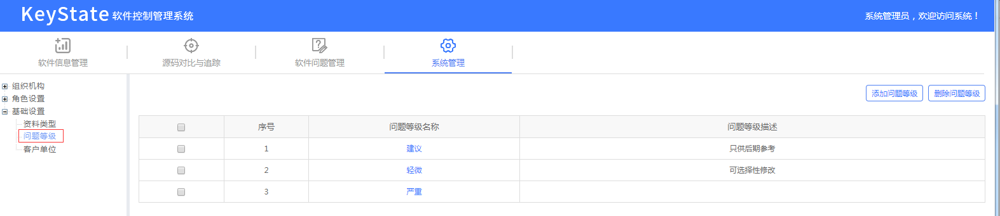 KeyState 软件控制管理系统
系统管理员，欢迎访问系统！
软件信息管理
源码对比与追踪
软件问题管理
系统管理
组织机构
角色设置
基础设置
资料类型
问题等级
客户单位
添加问题等级 删除问题等级
序号 问题等级名称 问题等级描述
1 建议 只供后期参考
2 轻微 可选择性修改
3 严重